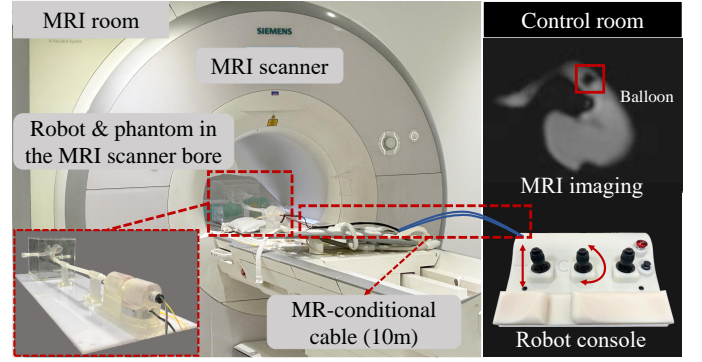 MRI room
SIEMENS
MRI scanner
Robot & phantom in
the MRI scanner bore
MR-conditional
cable (10m)
Control room
Balloon
MRI imaging
Robot console